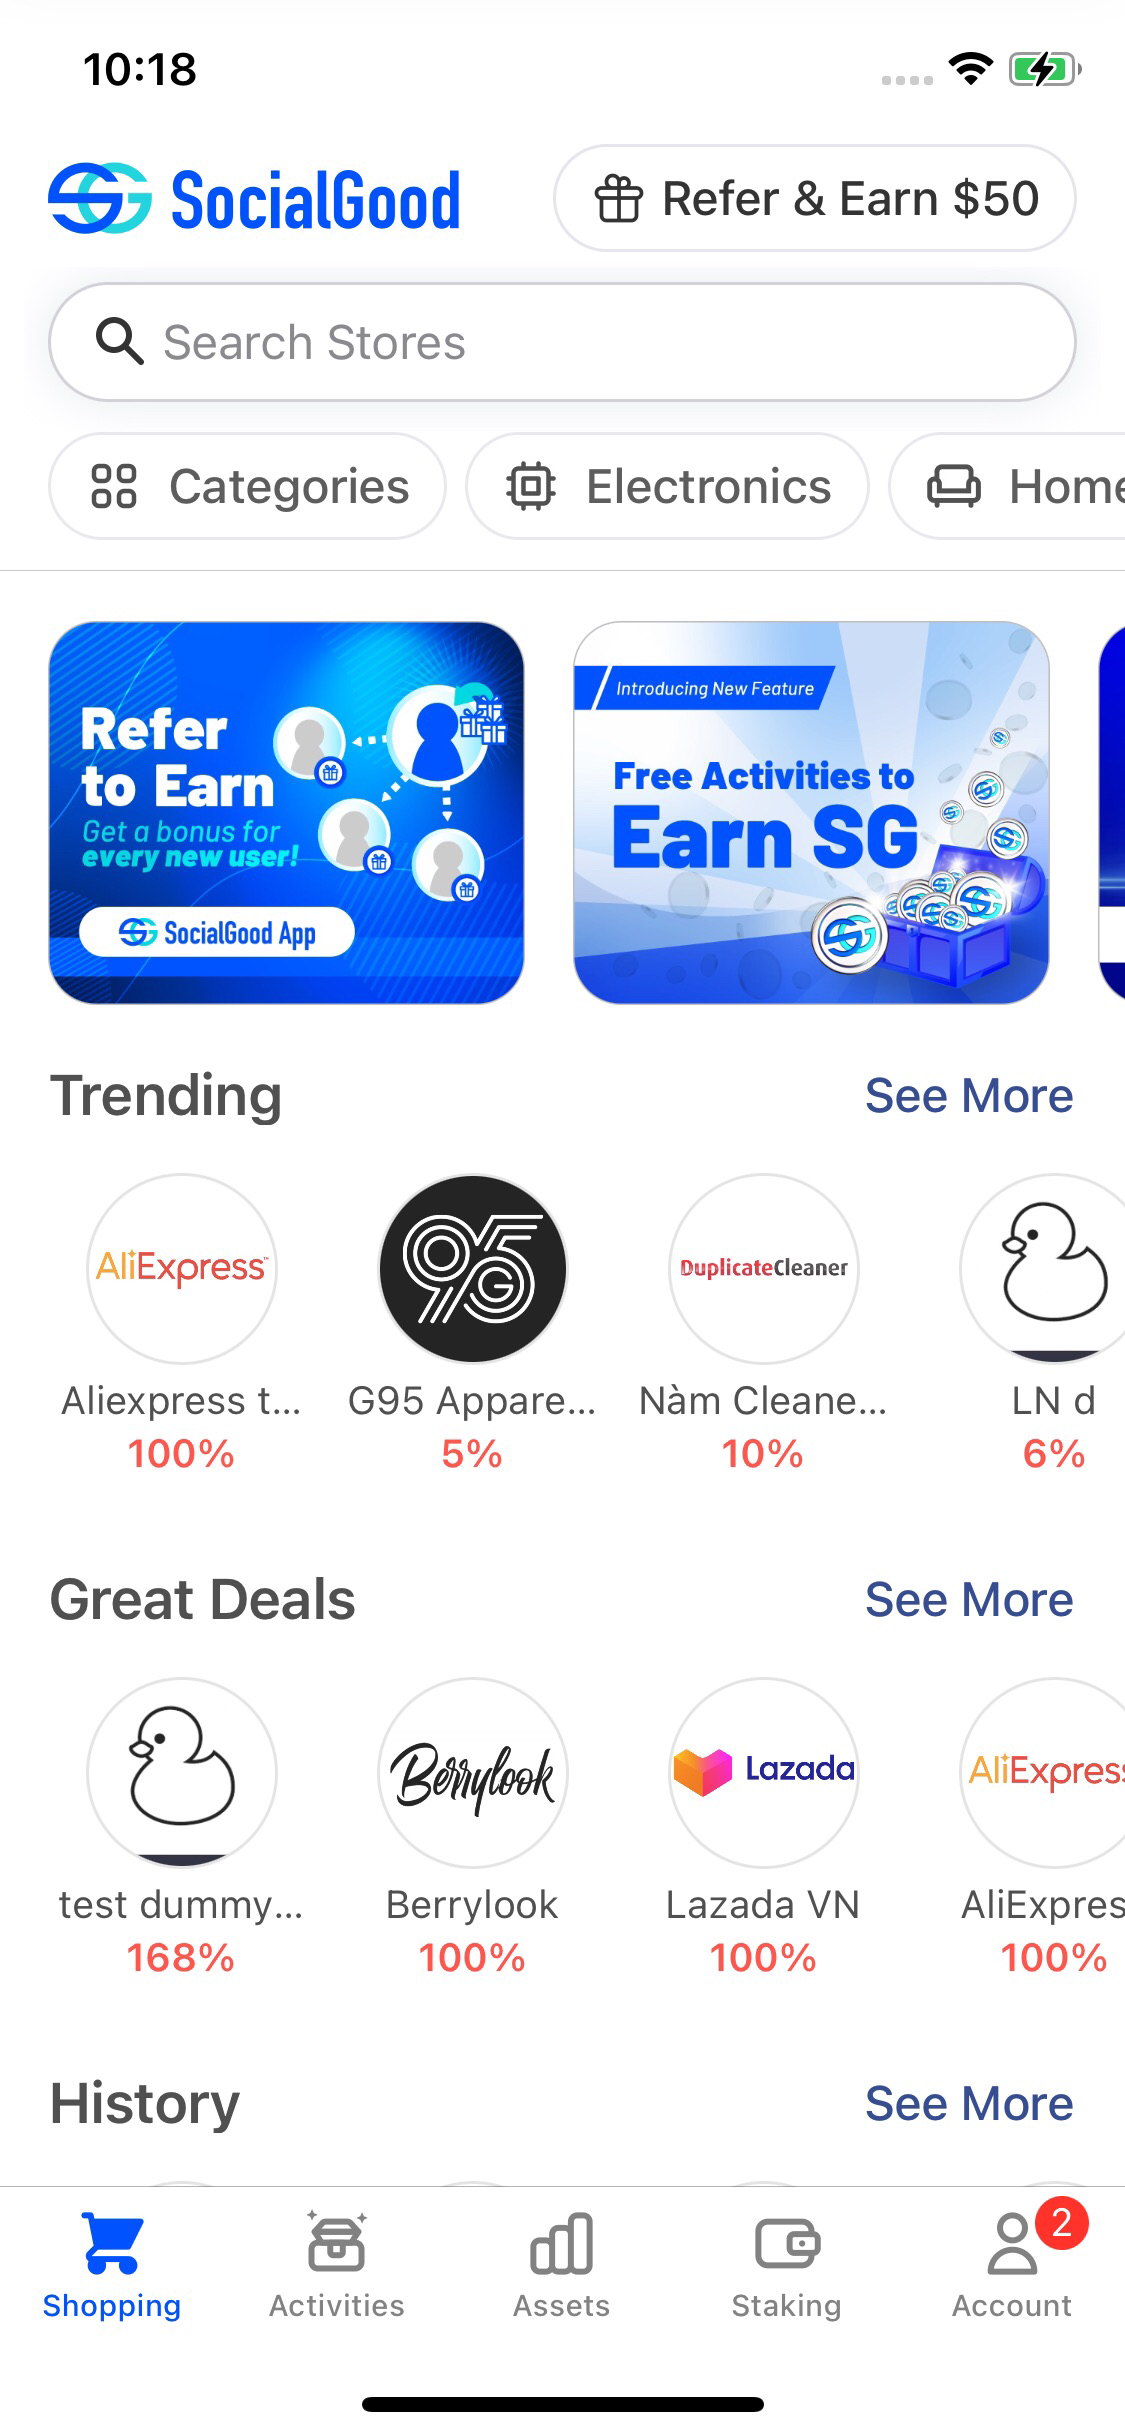 10:18
SocialGood
Refer & Earn $50
Search Stores
Categories
Electronics
Home
Refer
to Earn
Get a bonus for
every new user!
SocialGood App
Introducing New Feature
Free Activities to
Earn SG
Trending
See More
AliExpress
95G
DuplicateCleaner
Aliexpress t...
G95 Appare...
Nàm Cleane...
LN d
100%
5%
10%
6%
Great Deals
See More
Berrylook
Lazada
AliExpress
test dummy...
Berrylook
Lazada VN
AliExpres
168%
100%
100%
100%
History
See More
2
Shopping
Activities
Assets
Staking
Account